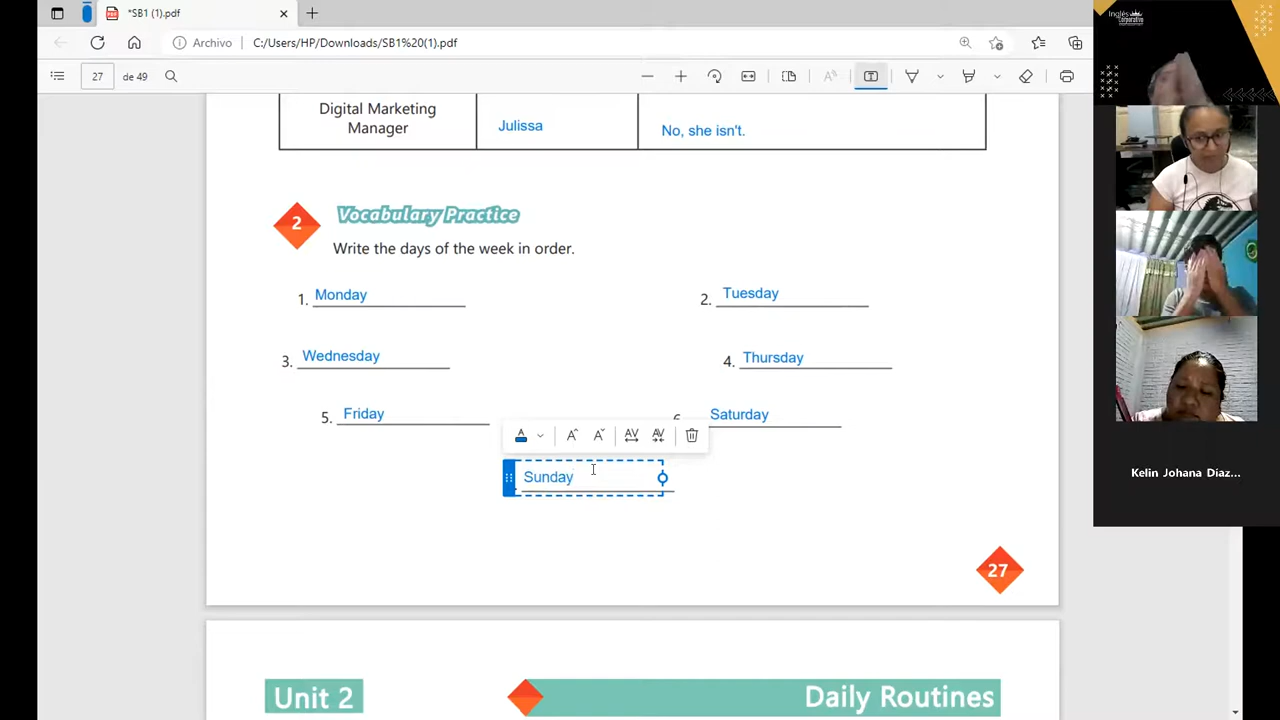 *SB1 (1).pdf
Archivo
C:/Users/HP/Downloads/SB1%20(1).pdf
27 de 49
Inglés
Corporativo
Digital Marketing
Manager
Julissa
No, she isn't.
2
Vocabulary Practice
Write the days of the week in order.
1. Monday
2. Tuesday
3. Wednesday
4. Thursday
5. Friday
Saturday
Sunday
27
Kelin Johana Diaz...
Unit 2
Daily Routines